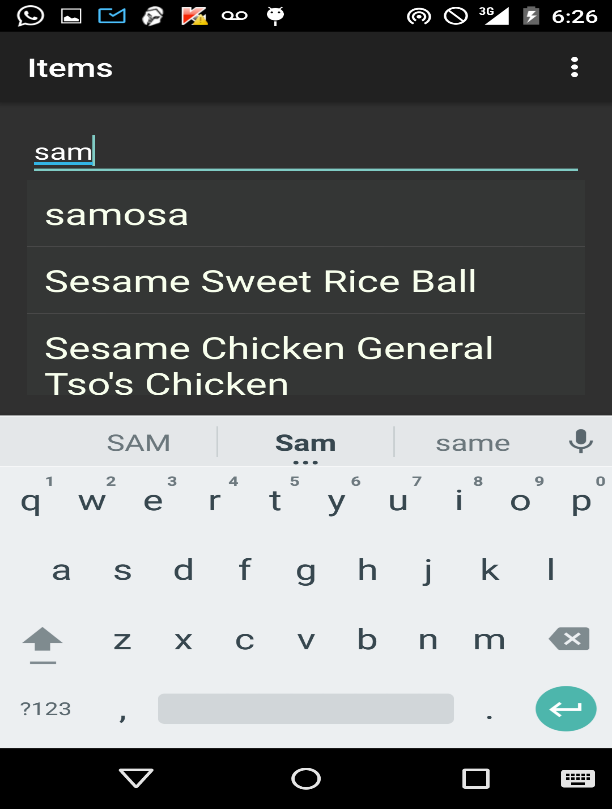 3G 6:26
Items
sam
samosa
Sesame Sweet Rice Ball
Sesame Chicken General
Tso's Chicken
SAM Sam same
1 2 3 4 5 6 7 8 9 0
q w e r t y u i o p
a s d f g h j k l
z x c v b n m
?123 , .